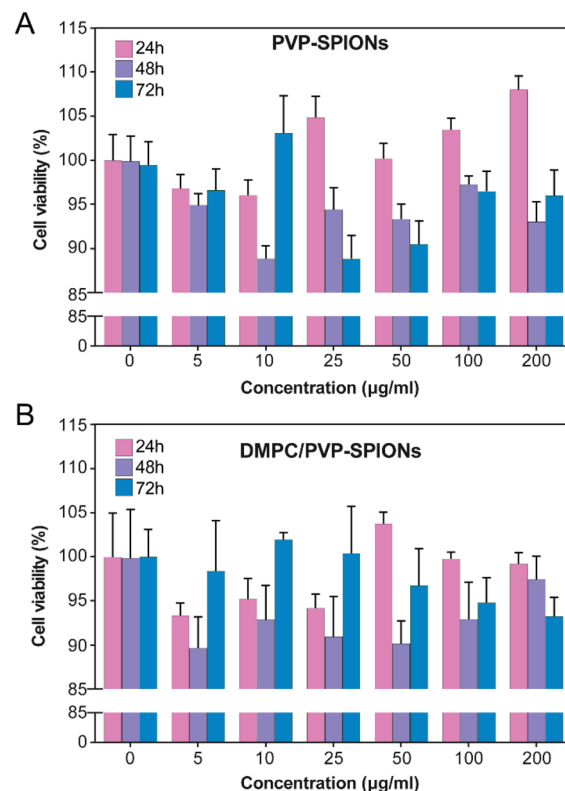 A
PVP-SPIONs
24h
48h
72h
Cell viability (%)
115
110
105
100
95
90
85
85
0
0 5 10 25 50 100 200
Concentration (µg/ml)
B
DMPC/PVP-SPIONs
24h
48h
72h
Cell viability (%)
115
110
105
100
95
90
85
85
0
0 5 10 25 50 100 200
Concentration (µg/ml)